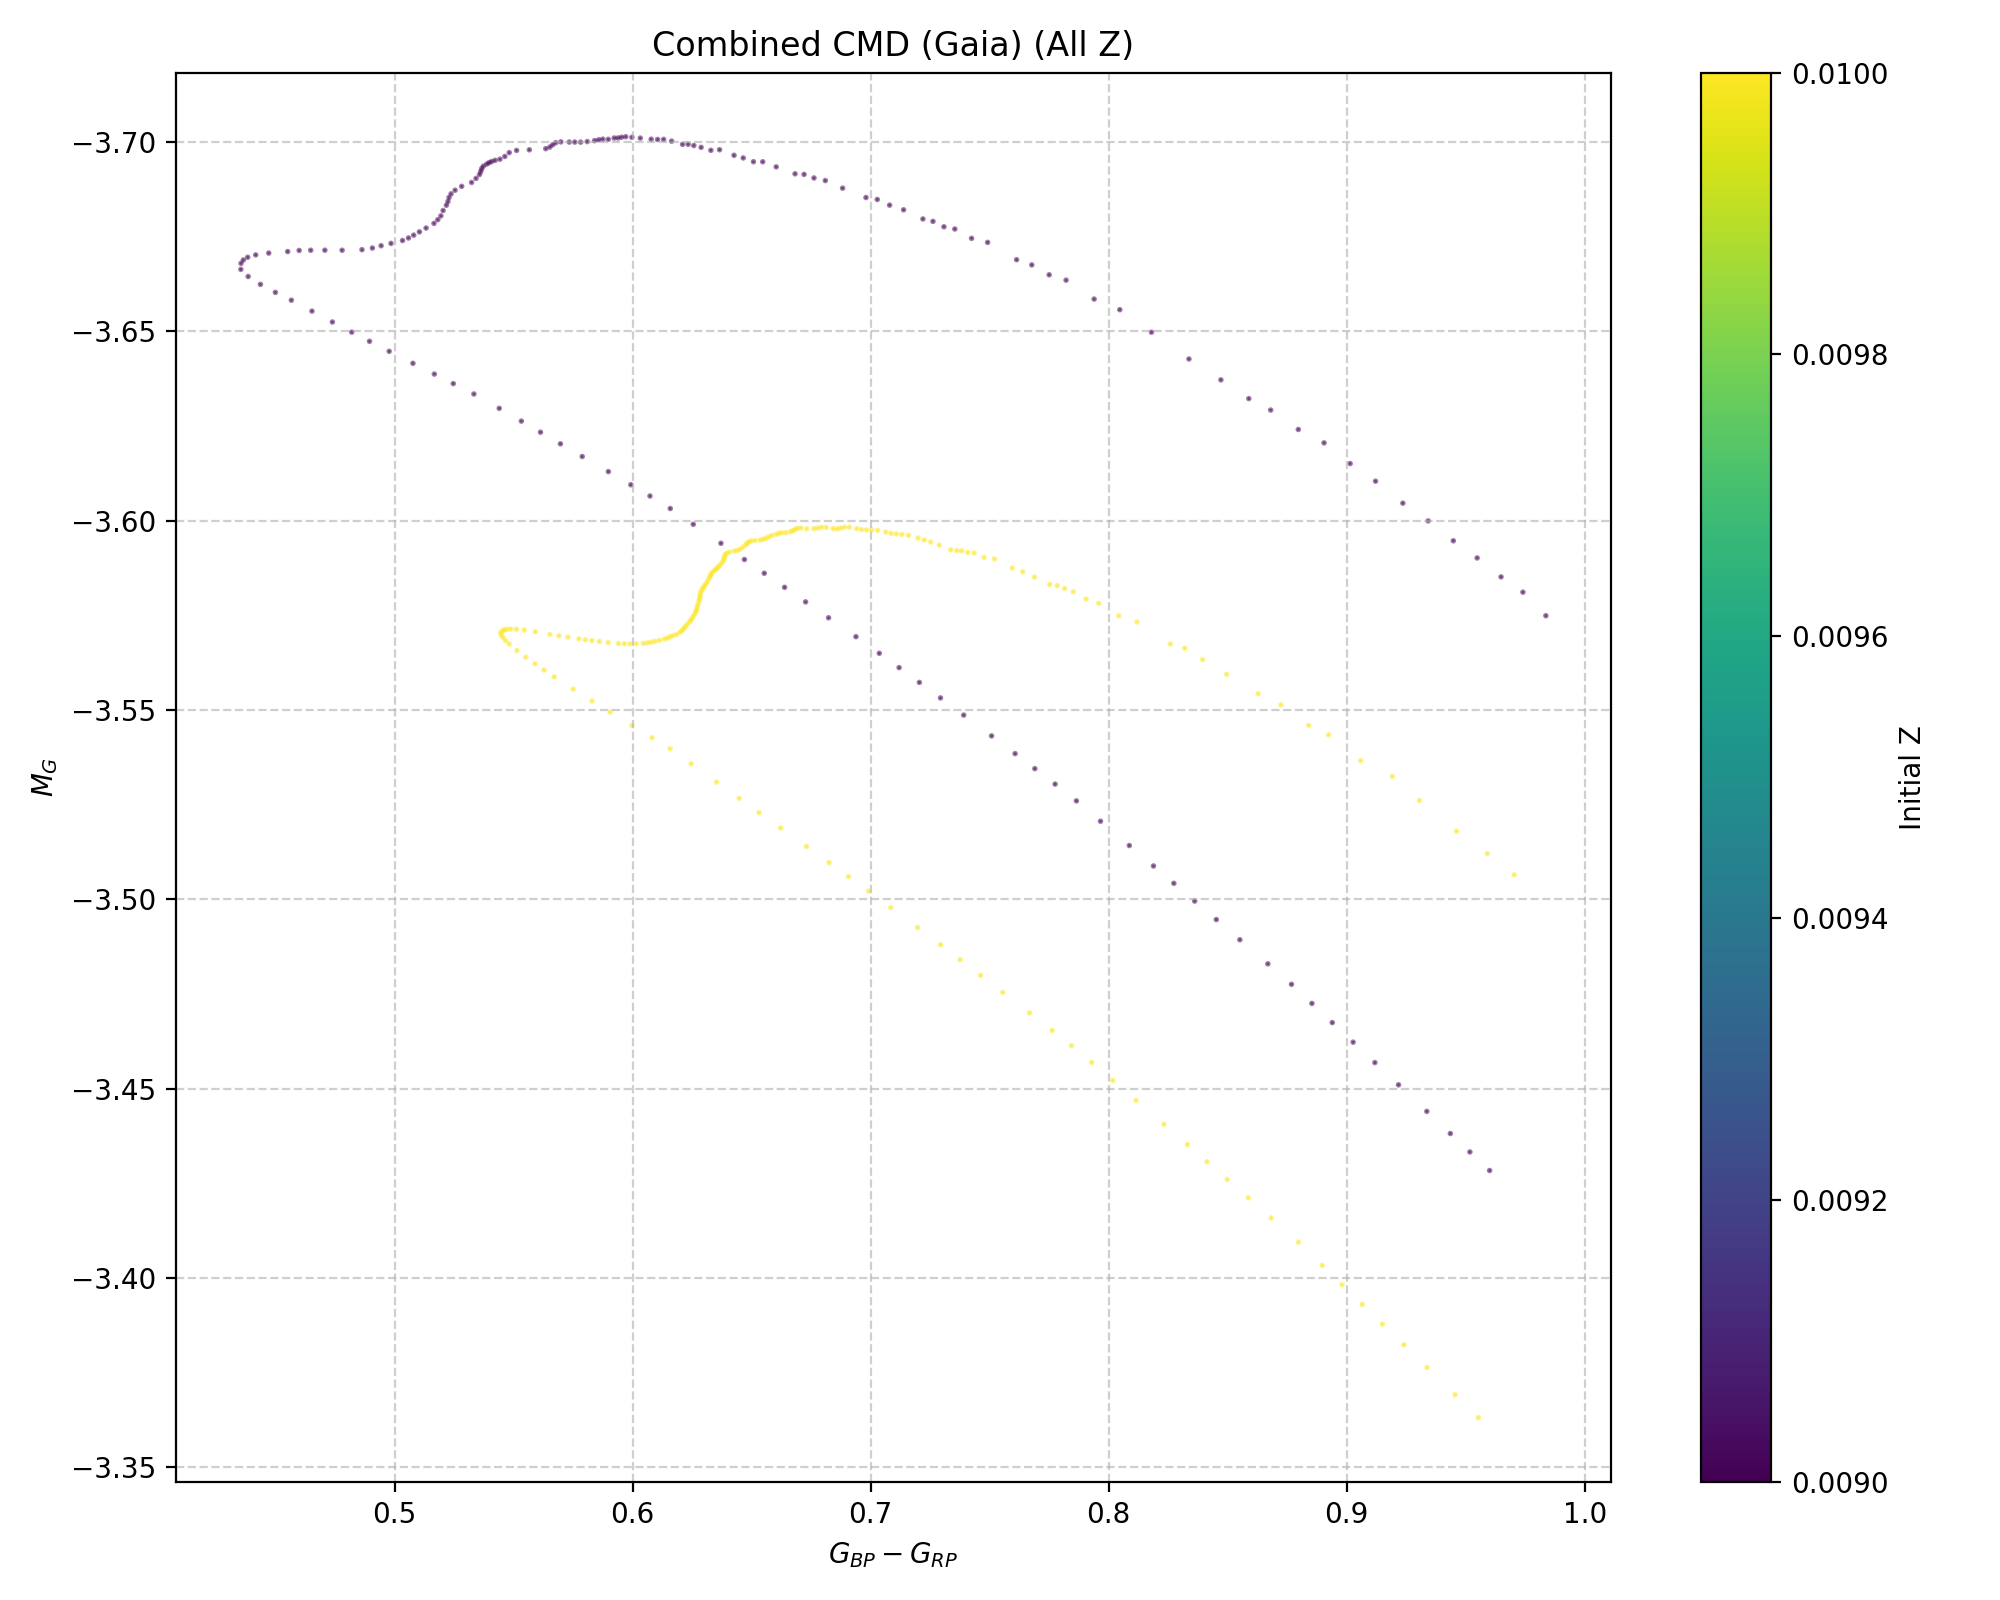 Combined CMD (Gaia) (All Z)
−3.70
−3.65
−3.60
−3.55
−3.50
−3.45
−3.40
−3.35
M_G
0.5 0.6 0.7 0.8 0.9 1.0
G_BP − G_RP
0.0100
0.0098
0.0096
0.0094
0.0092
0.0090
Initial Z